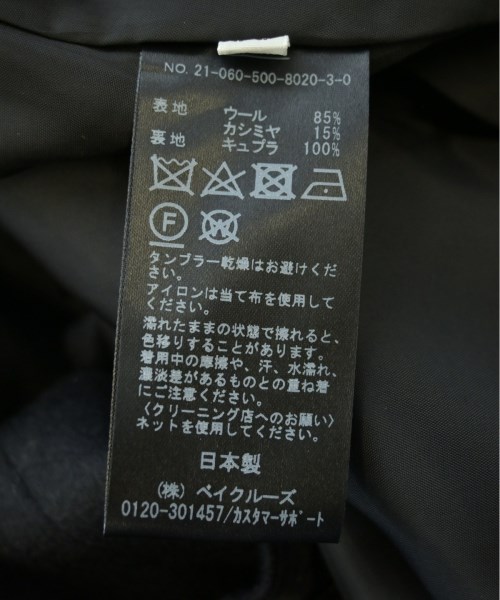 NO. 21-060-500-8020-3-0
表地 ウール 85%
カシミヤ 15%
裏地 キュプラ 100%
F W
タンブラー乾燥はお避けくださ
い。
アイロンは当て布を使用してく
ださい。
濡れたままの状態で擦れると、
色移りすることがあります。
着用中の摩擦や、汗、水濡れ、
濃淡差があるものとの重ね着
にご注意ください。
〈クリーニング店へのお願い〉
ネットを使用してください。
日本製
(株) ベイクルーズ
0120-301457/カスタマーサポート